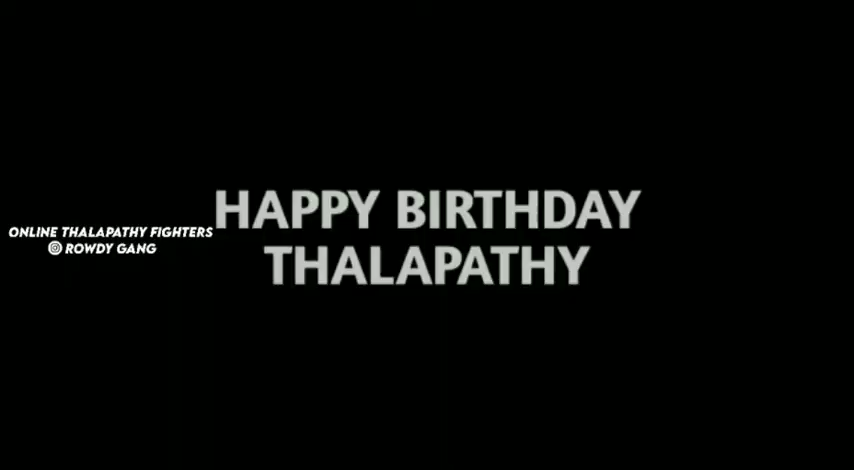 HAPPY BIRTHDAY
THALAPATHY
ONLINE THALAPATHY FIGHTERS
ROWDY GANG